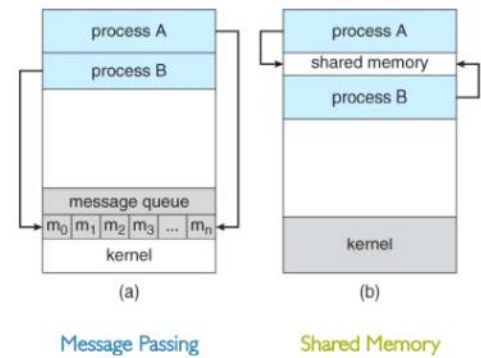 process A
process B
message queue
m0 m1 m2 m3 ... mn
kernel
(a)
process A
shared memory
process B
kernel
(b)
Message Passing
Shared Memory